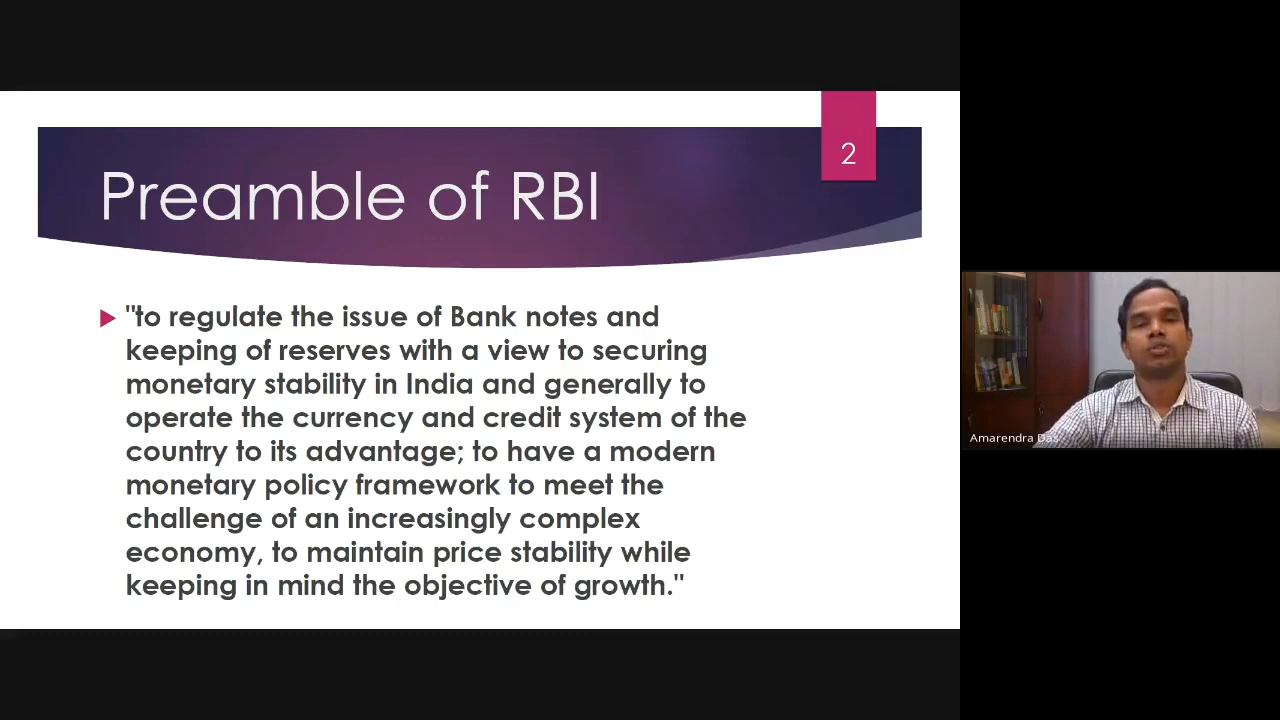 2
Preamble of RBI
"to regulate the issue of Bank notes and
keeping of reserves with a view to securing
monetary stability in India and generally to
operate the currency and credit system of the
country to its advantage; to have a modern
monetary policy framework to meet the
challenge of an increasingly complex
economy, to maintain price stability while
keeping in mind the objective of growth."
Amarendra Das